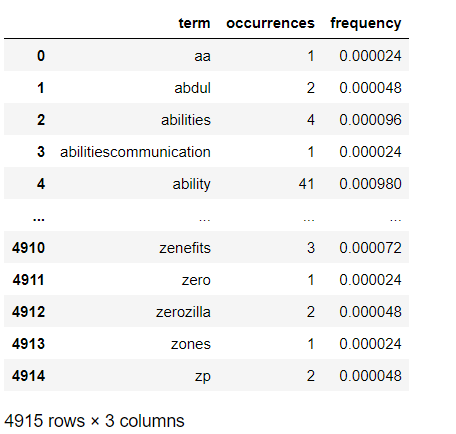 term occurrences frequency
0 aa 1 0.000024
1 abdul 2 0.000048
2 abilities 4 0.000096
3 abilitiescommunication 1 0.000024
4 ability 41 0.000980
... ... ... ...
4910 zenefits 3 0.000072
4911 zero 1 0.000024
4912 zerozilla 2 0.000048
4913 zones 1 0.000024
4914 zp 2 0.000048
4915 rows × 3 columns